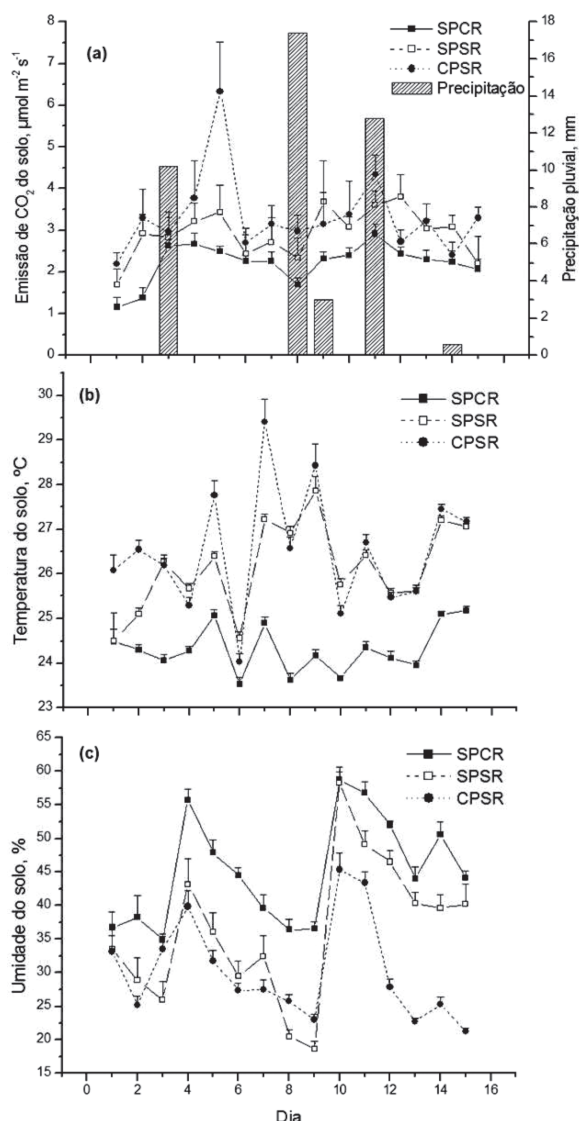 (a)
SPCR
SPSR
CPSR
Precipitação
Emissão de CO2 do solo, μmol m-2 s-1
8
7
6
5
4
3
2
1
0
Precipitação pluvial, mm
18
16
14
12
10
8
6
4
2
0
(b)
SPCR
SPSR
CPSR
Temperatura do solo, ºC
30
29
28
27
26
25
24
23
(c)
SPCR
SPSR
CPSR
Umidade do solo, %
65
60
55
50
45
40
35
30
25
20
15
0 2 4 6 8 10 12 14 16
Dia